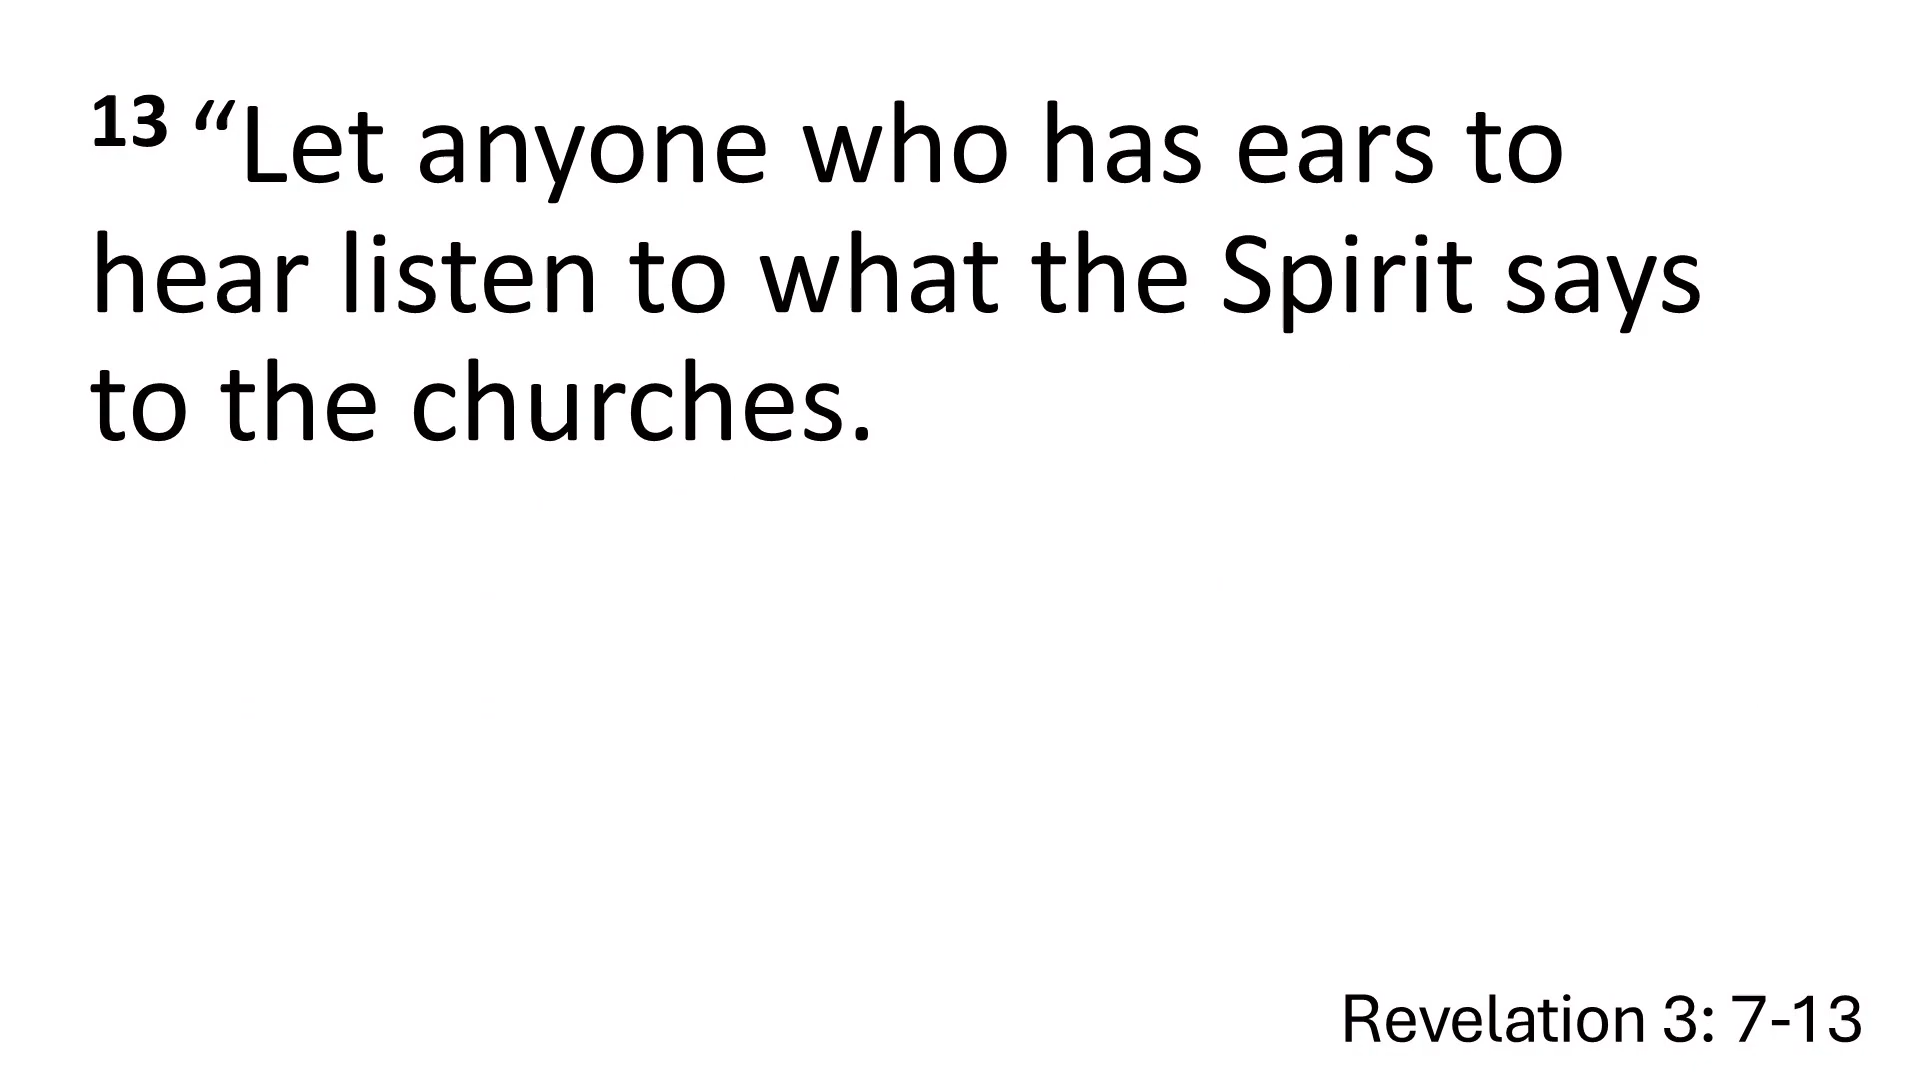 13 “Let anyone who has ears to
hear listen to what the Spirit says
to the churches.
Revelation 3: 7-13